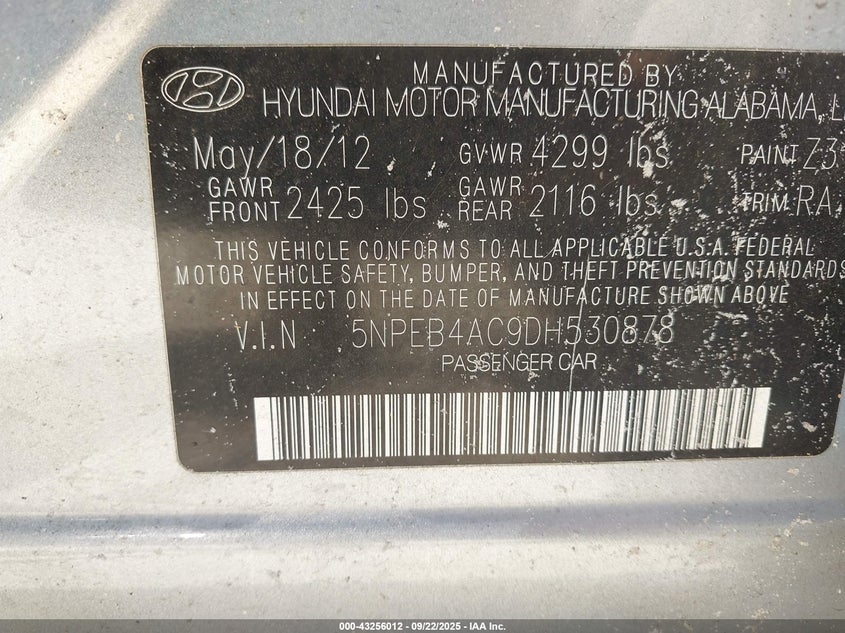 MANUFACTURED BY
HYUNDAI MOTOR MANUFACTURING ALABAMA, L
May/18/12 GVWR 4299 lbs PAINT Z3
GAWR FRONT 2425 lbs GAWR REAR 2116 lbs TRIM RA
THIS VEHICLE CONFORMS TO ALL APPLICABLE U.S.A. FEDERAL
MOTOR VEHICLE SAFETY, BUMPER, AND THEFT PREVENTION STANDARDS
IN EFFECT ON THE DATE OF MANUFACTURE SHOWN ABOVE
V.I.N 5NPEB4AC9DH530878
PASSENGER CAR
000-43256012 - 09/22/2025 - IAA Inc.